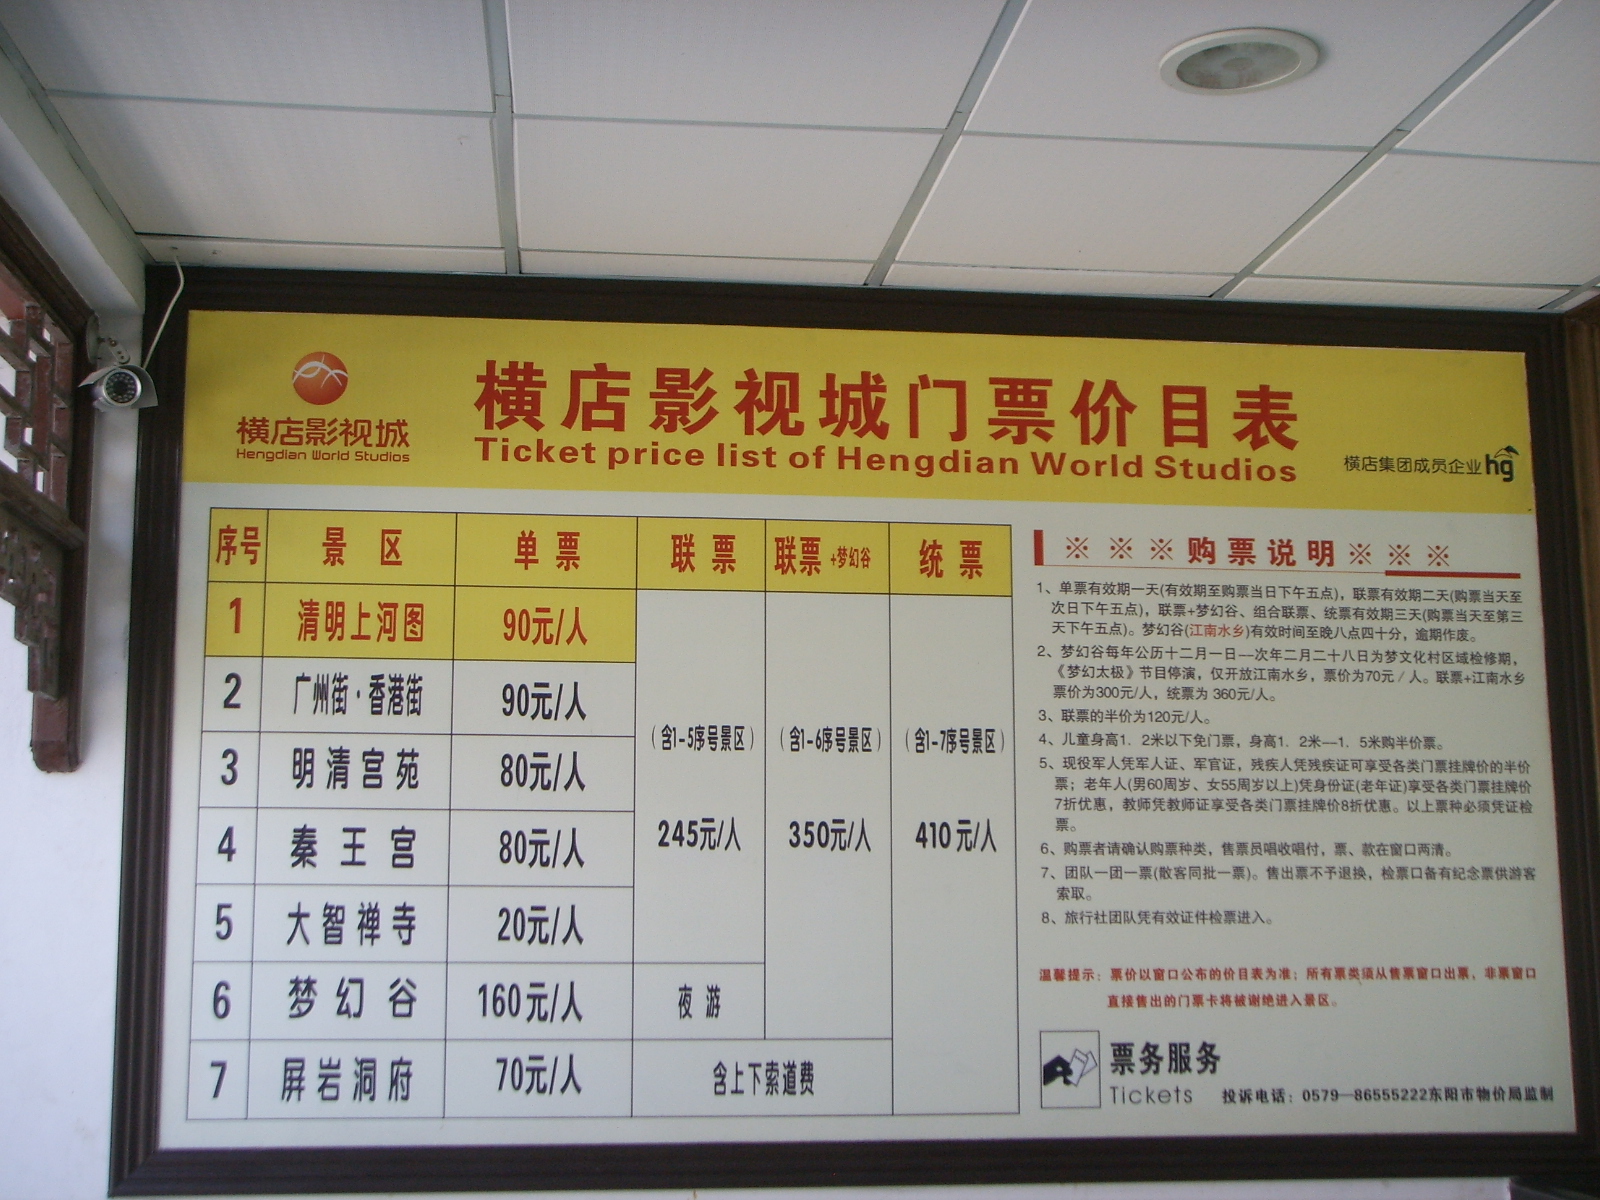 横店影视城
Hengdian World Studios
横店影视城门票价目表
Ticket price list of Hengdian World Studios
横店集团成员企业 hg
序号 景区 单票 联票 联票+梦幻谷 统票
1 清明上河图 90元/人
2 广州街·香港街 90元/人
3 明清宫苑 80元/人
(含1-5序号景区) (含1-6序号景区) (含1-7序号景区)
4 秦王宫 80元/人 245元/人 350元/人 410元/人
5 大智禅寺 20元/人
6 梦幻谷 160元/人 夜游
7 屏岩洞府 70元/人 含上下索道费
※※※购票说明※※※
1、单票有效期一天(有效期至购票当日下午五点)，联票有效期二天(购票当天至
次日下午五点)，联票+梦幻谷、组合联票、统票有效期三天(购票当天至第三
天下午五点)。梦幻谷(江南水乡)有效时间至晚八点四十分，逾期作废。
2、梦幻谷每年公历十二月一日—次年二月二十八日为梦文化村区域检修期，
《梦幻太极》节目停演，仅开放江南水乡，票价为70元/人。联票+江南水乡
票价为300元/人，统票为 360元/人。
3、联票的半价为120元/人。
4、儿童身高1．2米以下免门票，身高1．2米—1．5米购半价票。
5、现役军人凭军人证、军官证，残疾人凭残疾证可享受各类门票挂牌价的半价
票；老年人(男60周岁、女55周岁以上)凭身份证(老年证)享受各类门票挂牌价
7折优惠，教师凭教师证享受各类门票挂牌价8折优惠。以上票种必须凭证检
票。
6、购票者请确认购票种类，售票员唱收唱付，票、款在窗口两清。
7、团队一团一票(散客同批一票)。售出票不予退换，检票口备有纪念票供游客
索取。
8、旅行社团队凭有效证件检票进入。
温馨提示：票价以窗口公布的价目表为准；所有票类须从售票窗口出票，非票窗口
直接售出的门票卡将被谢绝进入景区。
票务服务
Tickets 投诉电话：0579—86555222东阳市物价局监制